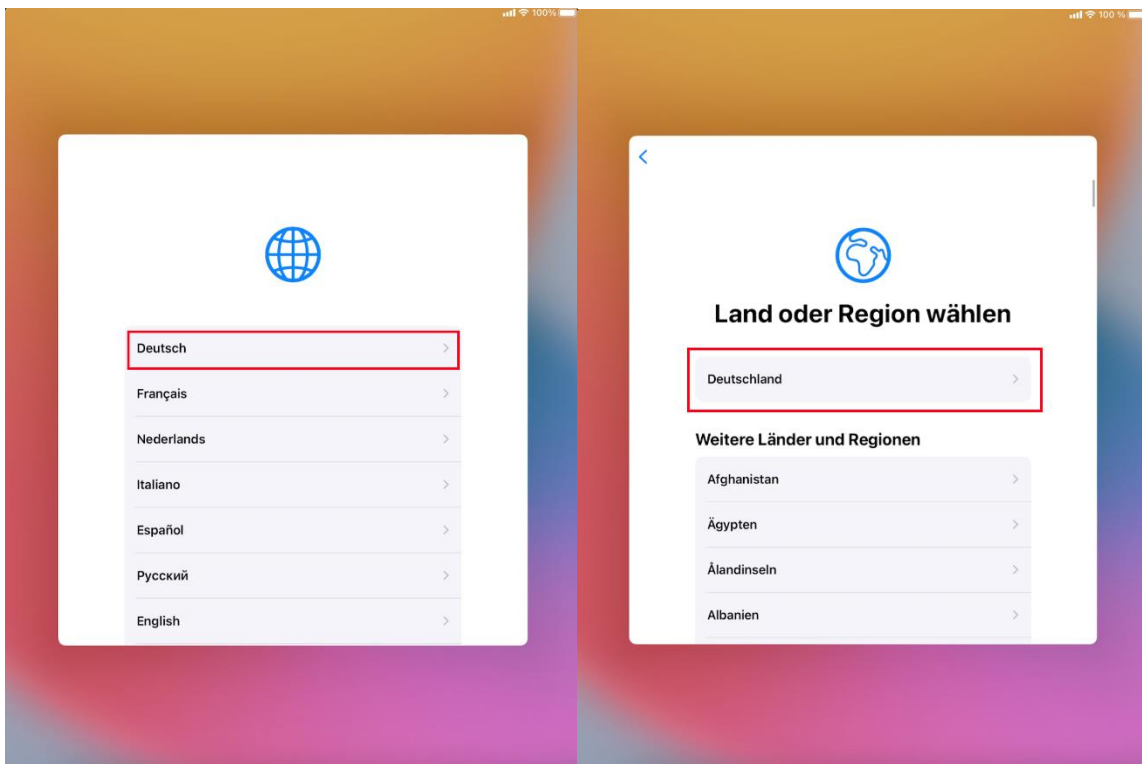 100%
Deutsch
Français
Nederlands
Italiano
Español
Русский
English
100 %
Land oder Region wählen
Deutschland
Weitere Länder und Regionen
Afghanistan
Ägypten
Ålandinseln
Albanien